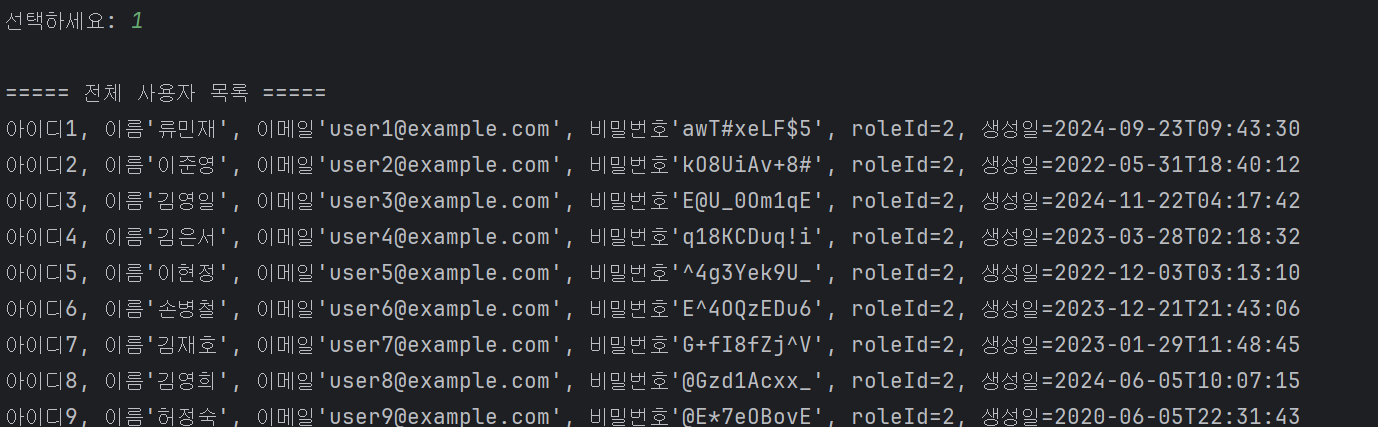 선택하세요: 1
===== 전체 사용자 목록 =====
아이디1, 이름'류민재', 이메일'user1@example.com', 비밀번호'awT#xeLF$5', roleId=2, 생성일=2024-09-23T09:43:30
아이디2, 이름'이준영', 이메일'user2@example.com', 비밀번호'kO8UiAv+8#', roleId=2, 생성일=2022-05-31T18:40:12
아이디3, 이름'김영일', 이메일'user3@example.com', 비밀번호'E@U_0Om1qE', roleId=2, 생성일=2024-11-22T04:17:42
아이디4, 이름'김은서', 이메일'user4@example.com', 비밀번호'q18KCDuq!i', roleId=2, 생성일=2023-03-28T02:18:32
아이디5, 이름'이현정', 이메일'user5@example.com', 비밀번호'^4g3Yek9U_', roleId=2, 생성일=2022-12-03T03:13:10
아이디6, 이름'손병철', 이메일'user6@example.com', 비밀번호'E^4OQzEDu6', roleId=2, 생성일=2023-12-21T21:43:06
아이디7, 이름'김재호', 이메일'user7@example.com', 비밀번호'G+fI8fZj^V', roleId=2, 생성일=2023-01-29T11:48:45
아이디8, 이름'김영희', 이메일'user8@example.com', 비밀번호'@Gzd1Acxx_', roleId=2, 생성일=2024-06-05T10:07:15
아이디9, 이름'허정숙', 이메일'user9@example.com', 비밀번호'@E*7eOBovE', roleId=2, 생성일=2020-06-05T22:31:43